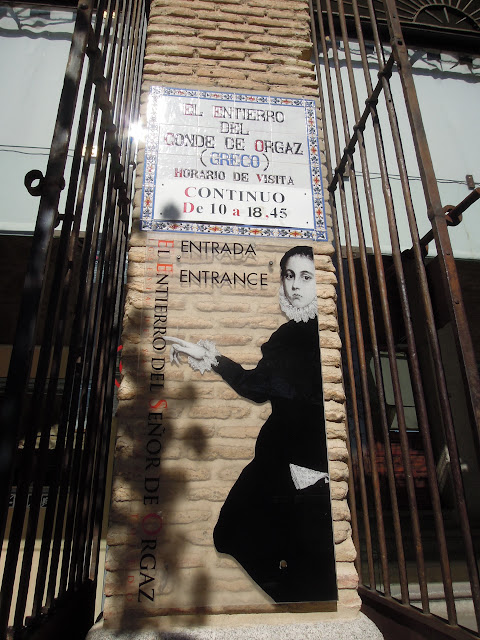 EL ENTIERRO
DEL
CONDE DE ORGAZ
(GRECO)
HORARIO DE VISITA
CONTINUO
De 10 a 18,45
ENTRADA
ENTRANCE
EL ENTIERRO DEL SEÑOR DE ORGAZ